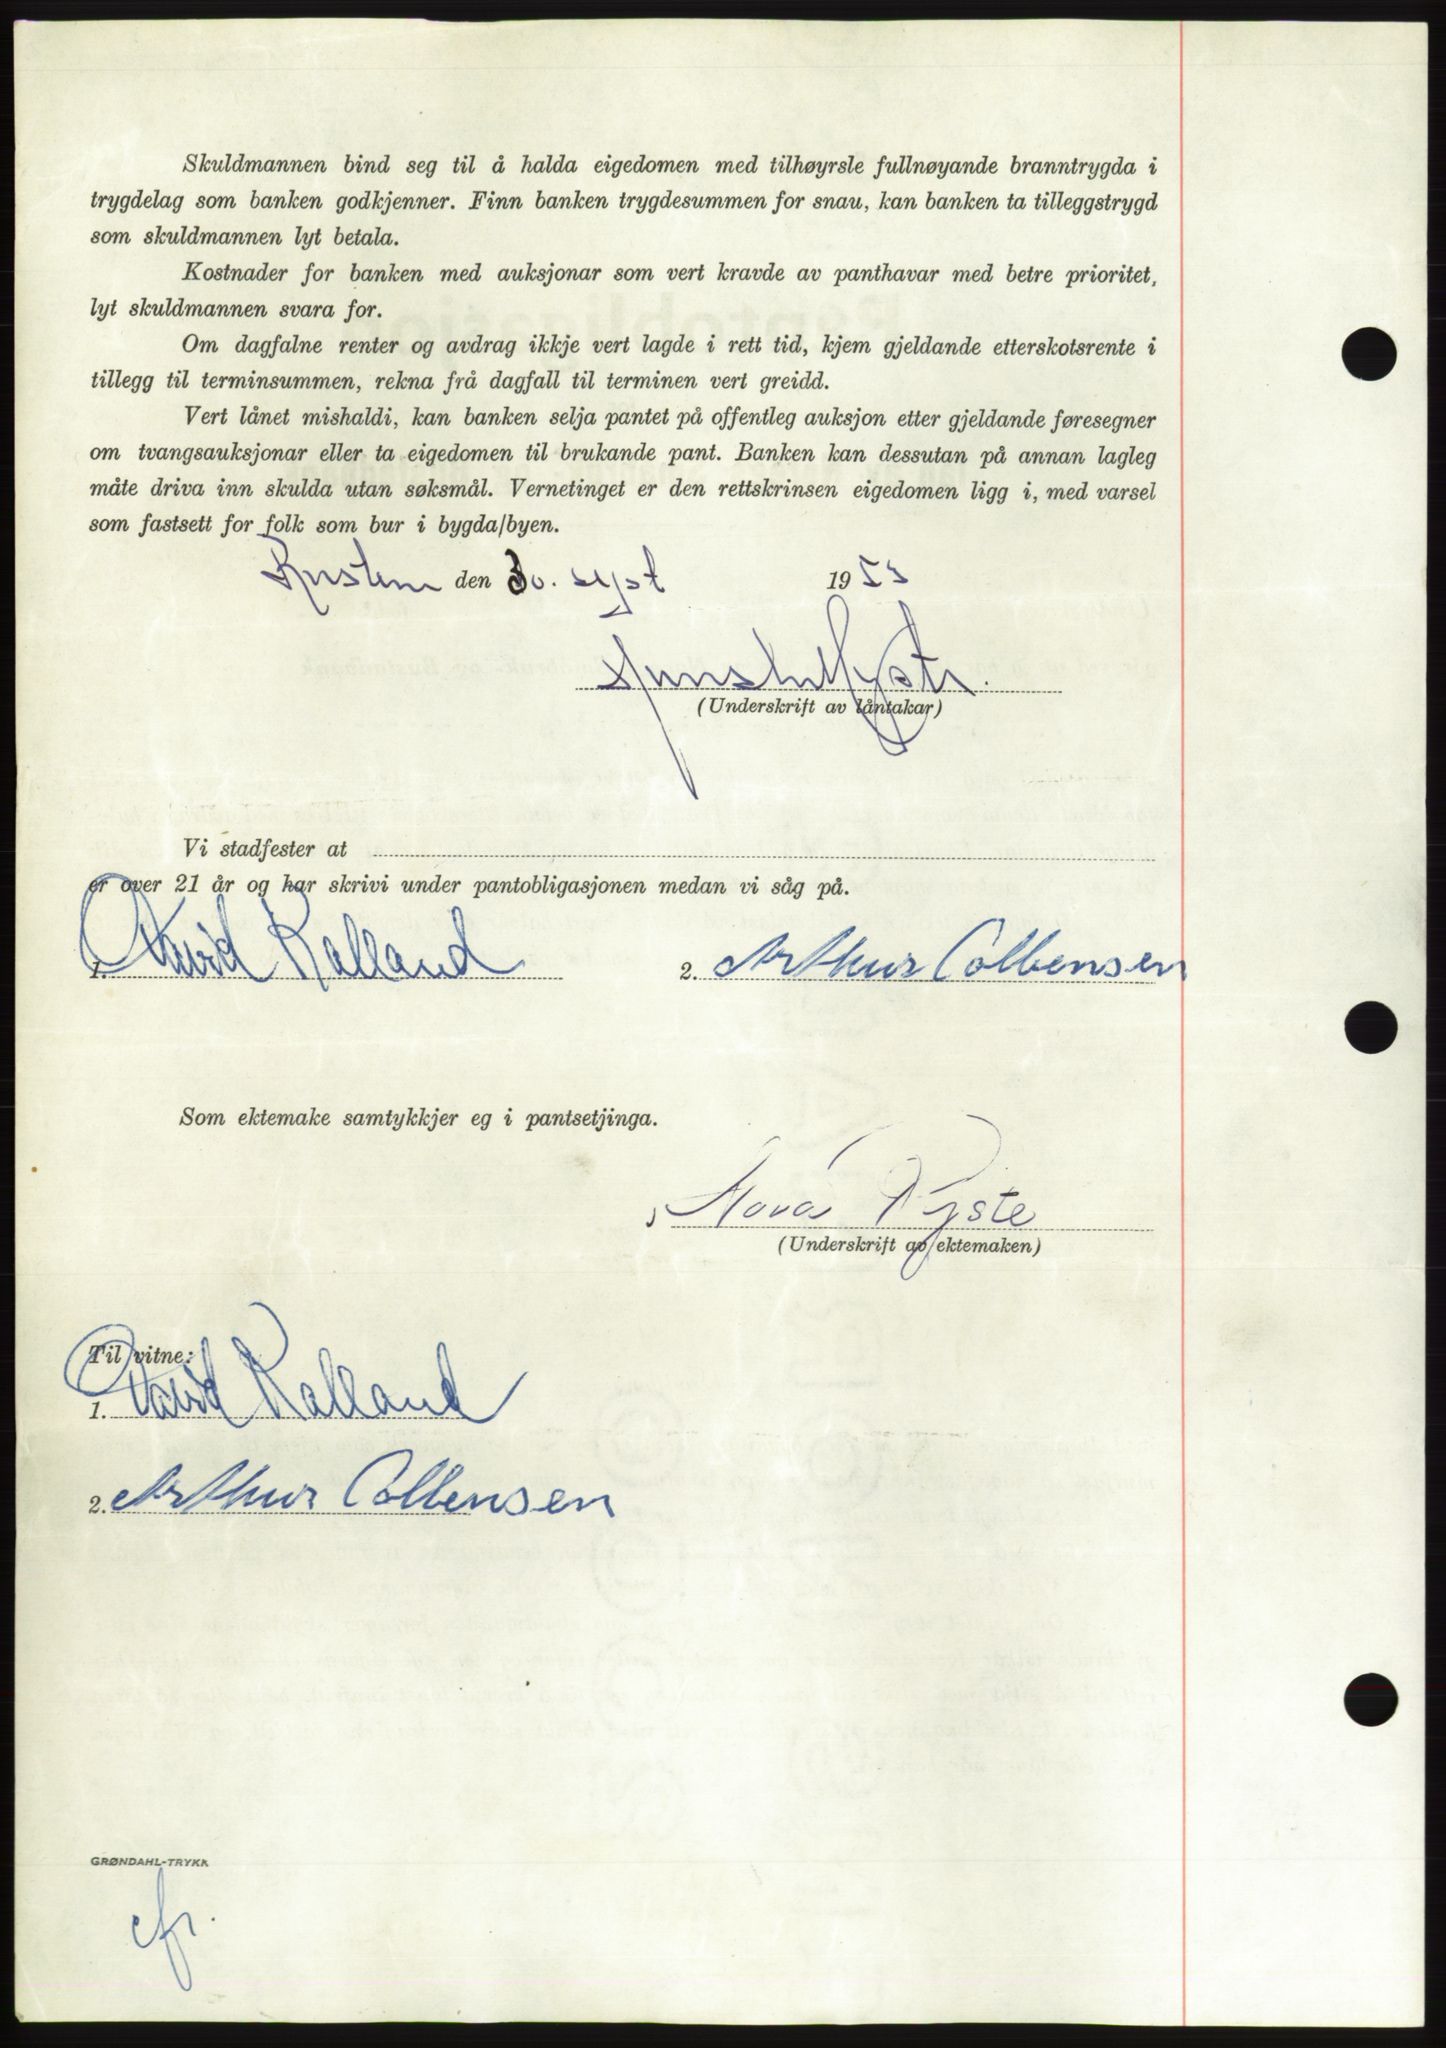 Skuldmannen bind seg til å halda eigedomen med tilhøyrsle fullnøyande branntrygda i
trygdelag som banken godkjenner. Finn banken trygdesummen for snau, kan banken ta tilleggstrygd
som skuldmannen lyt betala.
Kostnader for banken med auksjonar som vert kravde av panthavar med betre prioritet,
lyt skuldmannen svara for.
Om dagfalne renter og avdrag ikkje vert lagde i rett tid, kjem gjeldande etterskotsrente i
tillegg til terminsummen, rekna frå dagfall til terminen vert greidd.
Vert lånet mishaldi, kan banken selja pantet på offentleg auksjon etter gjeldande føresegner
om tvangsauksjonar eller ta eigedomen til brukande pant. Banken kan dessutan på annan lagleg
måte driva inn skulda utan søksmål. Vernetinget er den rettskrinsen eigedomen ligg i, med varsel
som fastsett for folk som bur i bygda/byen.
den 30. sept 1953
(Underskrift av låntakar)
Vi stadfester at
er over 21 år og har skrivi under pantobligasjonen medan vi såg på.
1. David Kalland 2. Arthur Colbensen
Som ektemake samtykkjer eg i pantsetjinga.
(Underskrift av ektemaken)
Til vitne:
1. David Kalland
2. Arthur Colbensen
GRØNDAHL-TRYKK